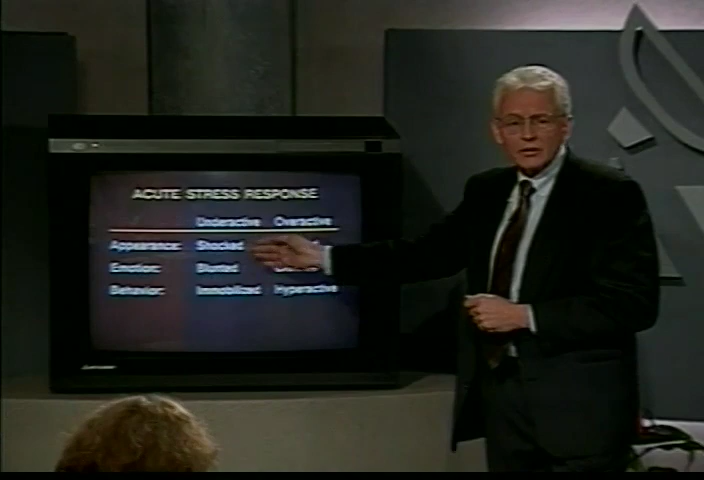 ACUTE STRESS RESPONSE
Underactive Overactive
Appearance: Shocked
Emotion: Blunted
Behavior: Immobilized Hyperactive